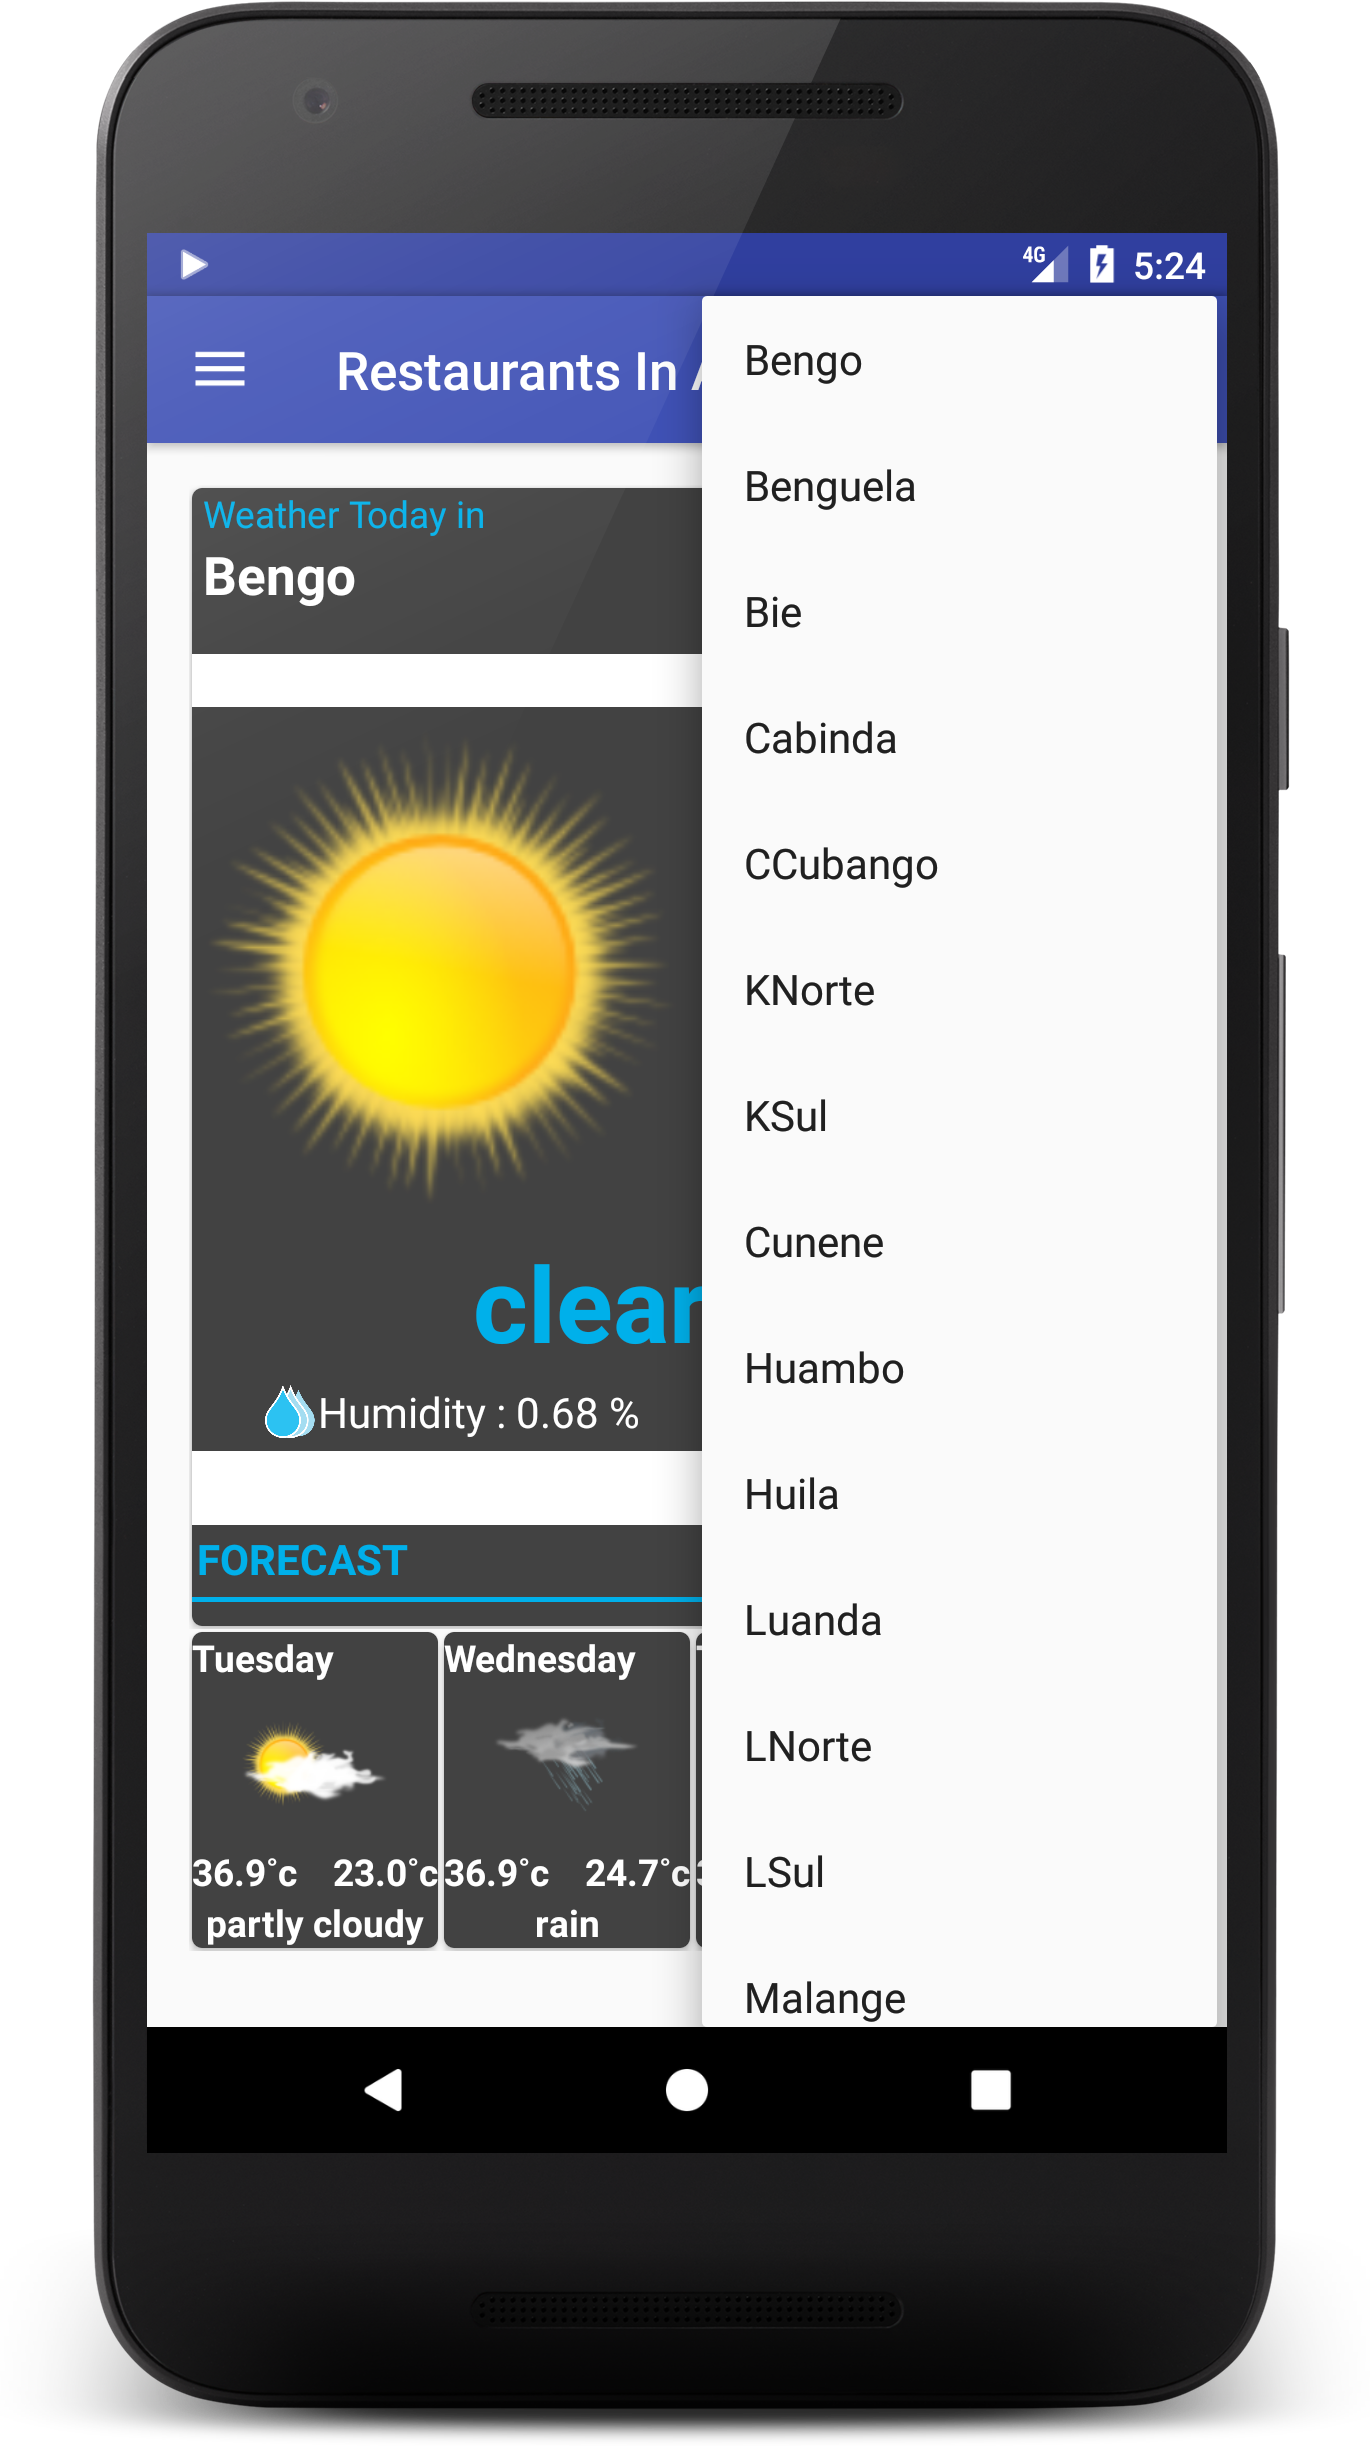 4G 5:24
Restaurants In
Weather Today in
Bengo
clear
Humidity : 0.68 %
FORECAST
Tuesday
36.9°c 23.0°c
partly cloudy
Wednesday
36.9°c 24.7°c
rain
Bengo
Benguela
Bie
Cabinda
CCubango
KNorte
KSul
Cunene
Huambo
Huila
Luanda
LNorte
LSul
Malange